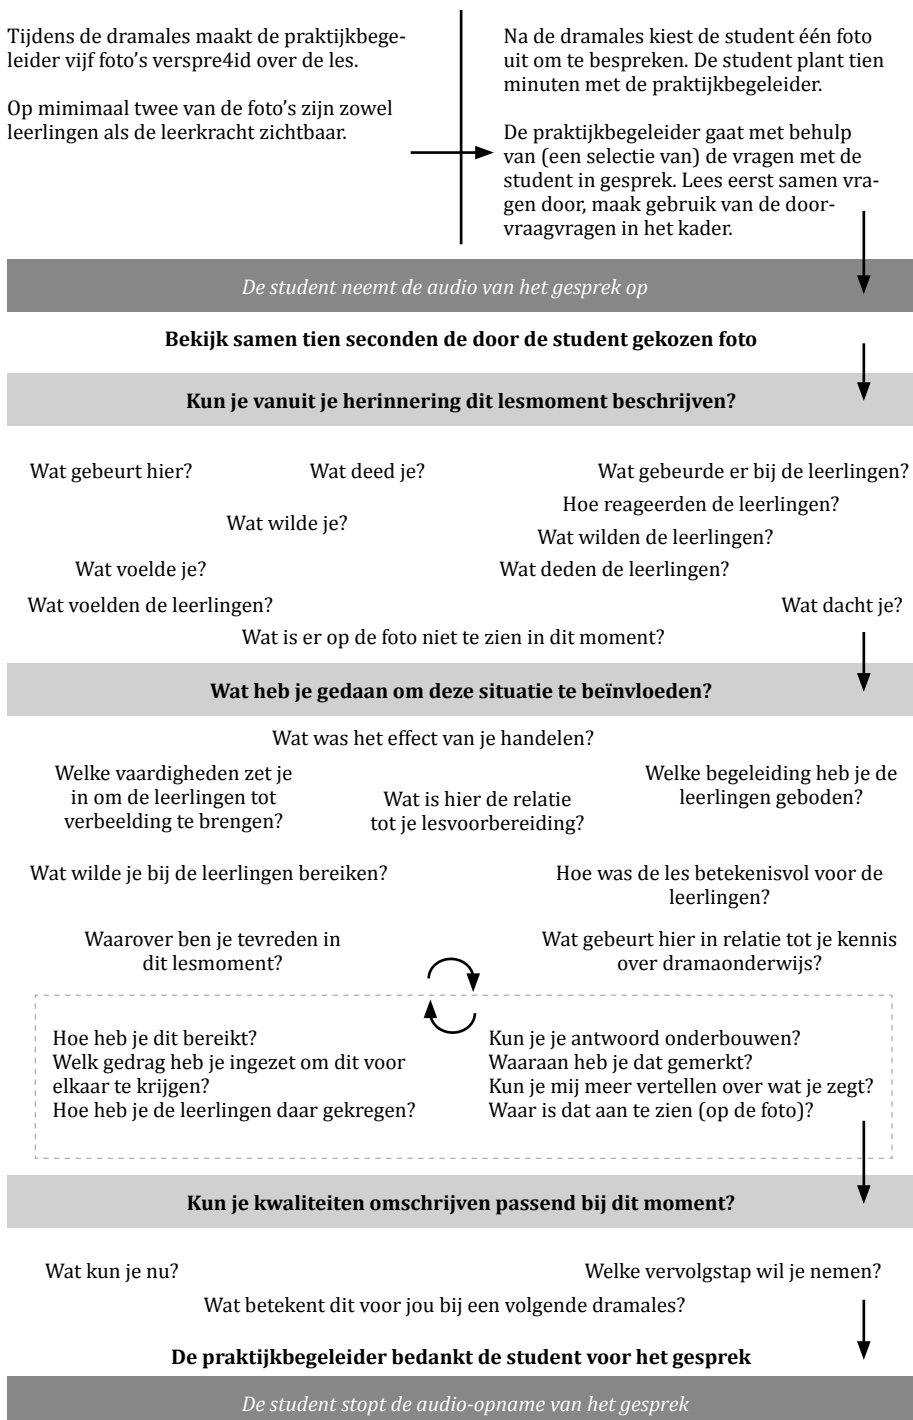 Tijdens de dramales maakt de praktijkbege-
leider vijf foto's verspre4id over de les.
Op mimimaal twee van de foto's zijn zowel
leerlingen als de leerkracht zichtbaar.
Na de dramales kiest de student één foto
uit om te bespreken. De student plant tien
minuten met de praktijkbegeleider.
De praktijkbegeleider gaat met behulp
van (een selectie van) de vragen met de
student in gesprek. Lees eerst samen vra-
gen door, maak gebruik van de door-
vraagvragen in het kader.
De student neemt de audio van het gesprek op
Bekijk samen tien seconden de door de student gekozen foto
Kun je vanuit je herinnering dit lesmoment beschrijven?
Wat gebeurt hier?
Wat deed je?
Wat gebeurde er bij de leerlingen?
Hoe reageerden de leerlingen?
Wat wilde je?
Wat wilden de leerlingen?
Wat voelde je?
Wat deden de leerlingen?
Wat voelden de leerlingen?
Wat dacht je?
Wat is er op de foto niet te zien in dit moment?
Wat heb je gedaan om deze situatie te beïnvloeden?
Wat was het effect van je handelen?
Welke vaardigheden zet je
in om de leerlingen tot
verbeelding te brengen?
Wat is hier de relatie
tot je lesvoorbereiding?
Welke begeleiding heb je de
leerlingen geboden?
Wat wilde je bij de leerlingen bereiken?
Hoe was de les betekenisvol voor de
leerlingen?
Waarover ben je tevreden in
dit lesmoment?
Wat gebeurt hier in relatie tot je kennis
over dramaonderwijs?
Hoe heb je dit bereikt?
Welk gedrag heb je ingezet om dit voor
elkaar te krijgen?
Hoe heb je de leerlingen daar gekregen?
Kun je je antwoord onderbouwen?
Waaraan heb je dat gemerkt?
Kun je mij meer vertellen over wat je zegt?
Waar is dat aan te zien (op de foto)?
Kun je kwaliteiten omschrijven passend bij dit moment?
Wat kun je nu?
Welke vervolgstap wil je nemen?
Wat betekent dit voor jou bij een volgende dramales?
De praktijkbegeleider bedankt de student voor het gesprek
De student stopt de audio-opname van het gesprek